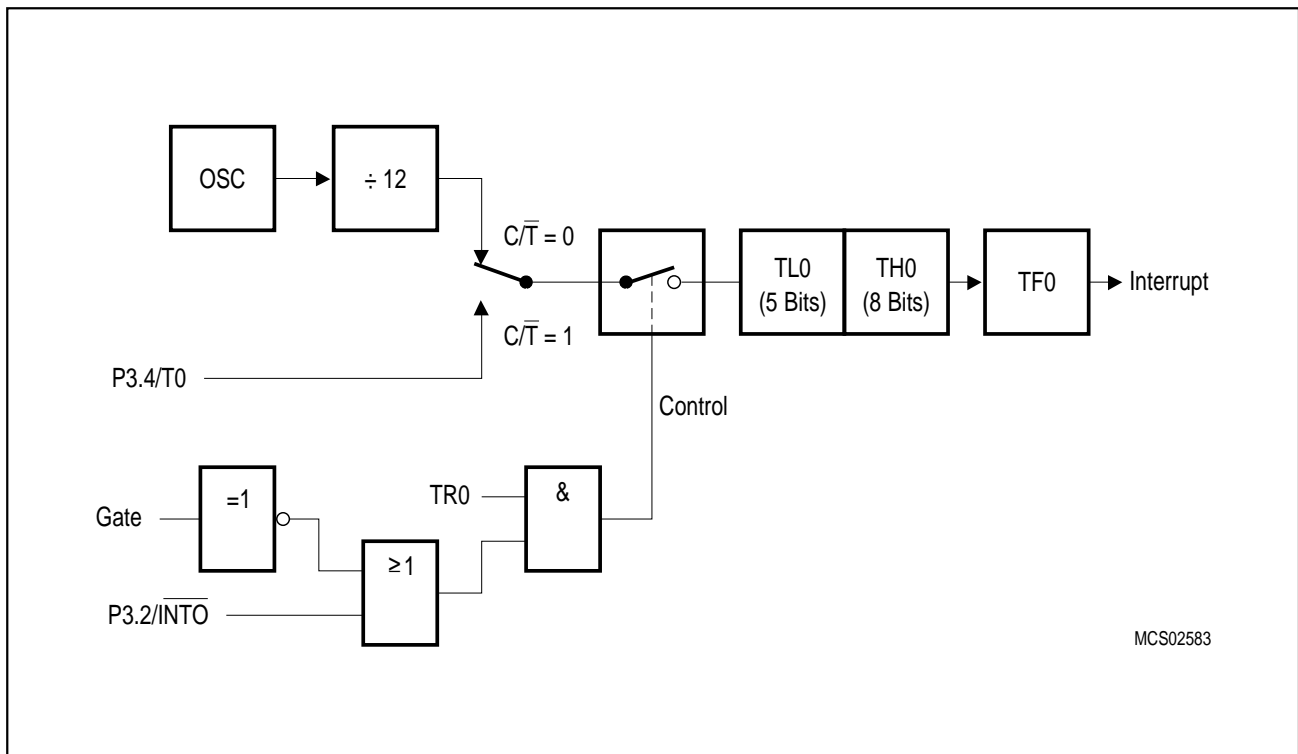 OSC
÷ 12
C/T̅ = 0
C/T̅ = 1
P3.4/T0
TL0
(5 Bits)
TH0
(8 Bits)
TF0
Interrupt
Control
Gate
=1
TR0
&
≥1
P3.2/I̅N̅T̅O̅
MCS02583